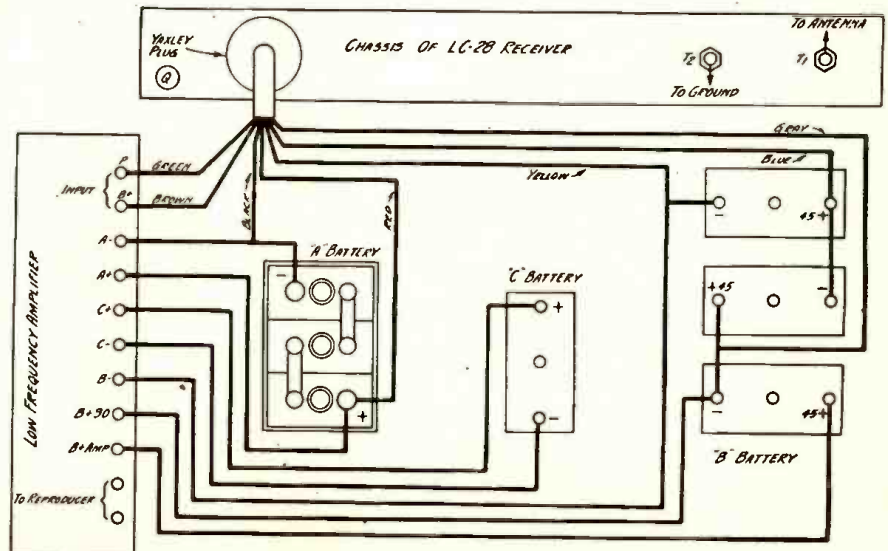 YAXLEY
PLUG
Q
CHASSIS OF LC-28 RECEIVER
TO ANTENNA
T2
T1
TO GROUND
GRAY
P
GREEN
BLUE
INPUT
YELLOW
B+
BROWN
BLACK
RED
-
45+
A-
"A" BATTERY
-
A+
"C" BATTERY
+45
-
LOW FREQUENCY AMPLIFIER
C+
+
C-
B-
+
-
-
45+
B+90
B+AMP
"B" BATTERY
TO REPRODUCER